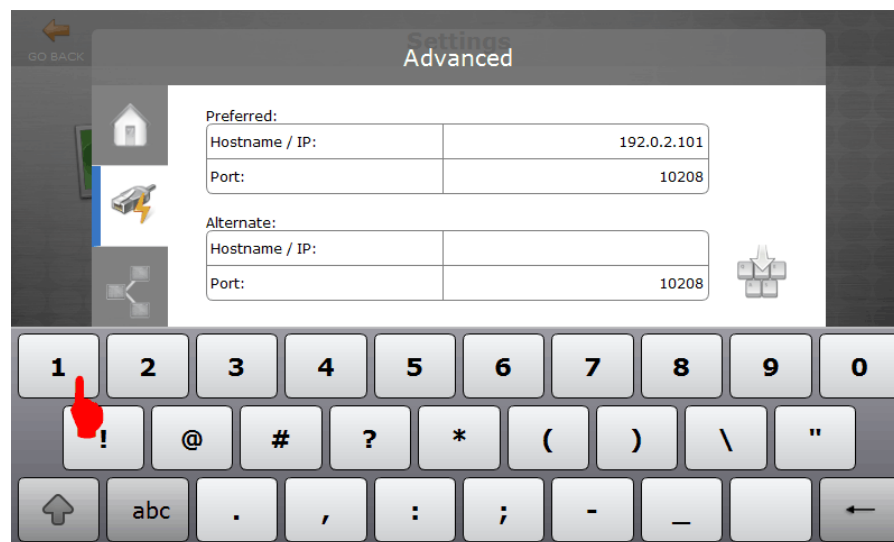 Settings
GO BACK
Advanced
Preferred:
Hostname / IP: 192.0.2.101
Port: 10208
Alternate:
Hostname / IP:
Port: 10208
1 2 3 4 5 6 7 8 9 0
! @ # ? * ( ) \ "
abc . , : ; - _